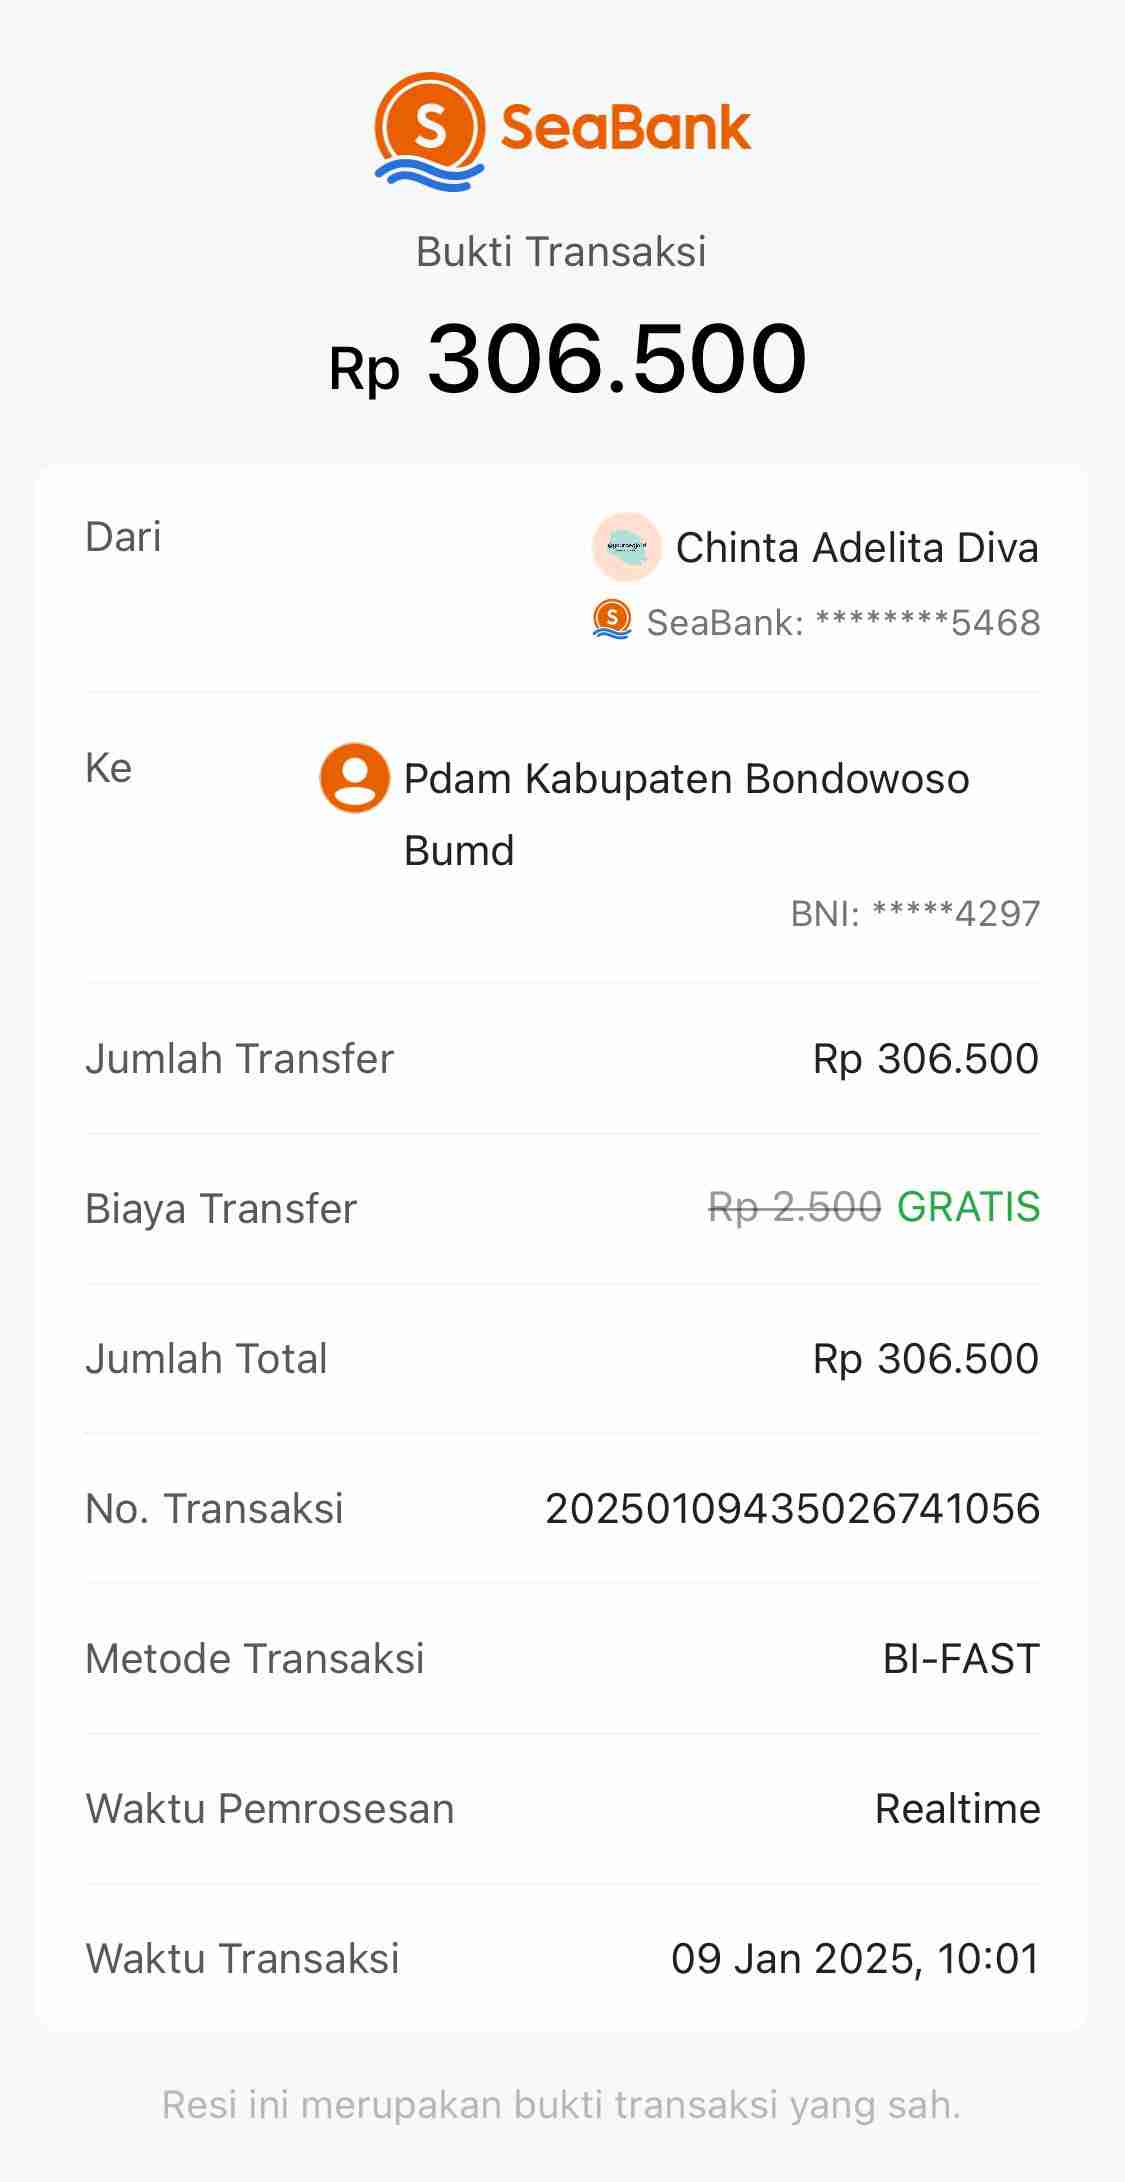 S SeaBank
Bukti Transaksi
Rp 306.500
Dari
Chinta Adelita Diva
S SeaBank: ********5468
Ke
Pdam Kabupaten Bondowoso
Bumd
BNI: *****4297
Jumlah Transfer Rp 306.500
Biaya Transfer Rp 2.500 GRATIS
Jumlah Total Rp 306.500
No. Transaksi 20250109435026741056
Metode Transaksi BI-FAST
Waktu Pemrosesan Realtime
Waktu Transaksi 09 Jan 2025, 10:01
Resi ini merupakan bukti transaksi yang sah.